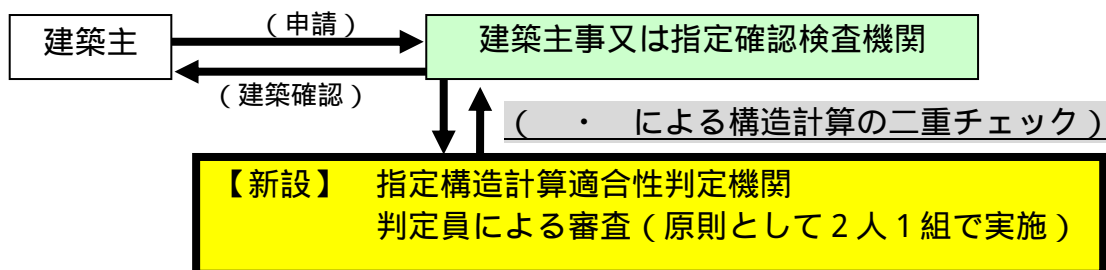 （申請）
建築主
建築主事又は指定確認検査機関
（建築確認）
（　・　による構造計算の二重チェック）
【新設】　指定構造計算適合性判定機関
判定員による審査（原則として２人１組で実施）